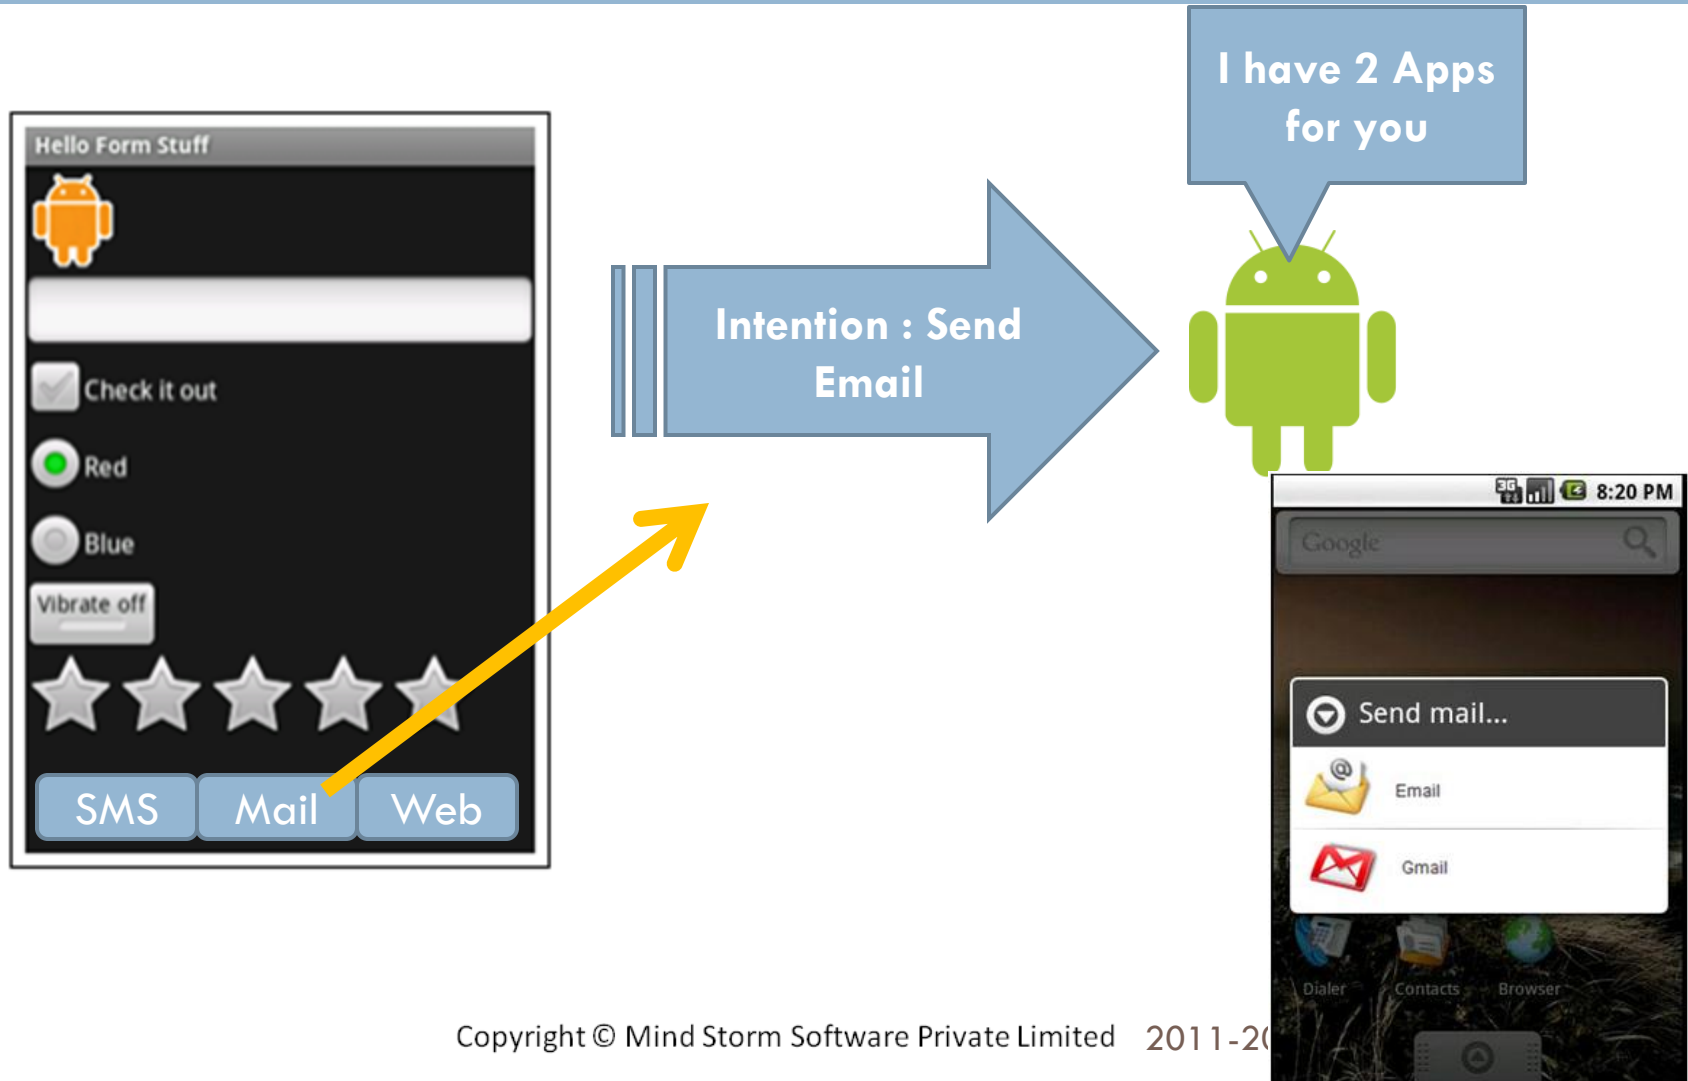 I have 2 Apps
for you
Hello Form Stuff
Check it out
Red
Blue
Vibrate off
SMS Mail Web
Intention : Send
Email
3G 8:20 PM
Google
Send mail...
@
Email
Gmail
Dialer Contacts Browser
Copyright © Mind Storm Software Private Limited 2011-20